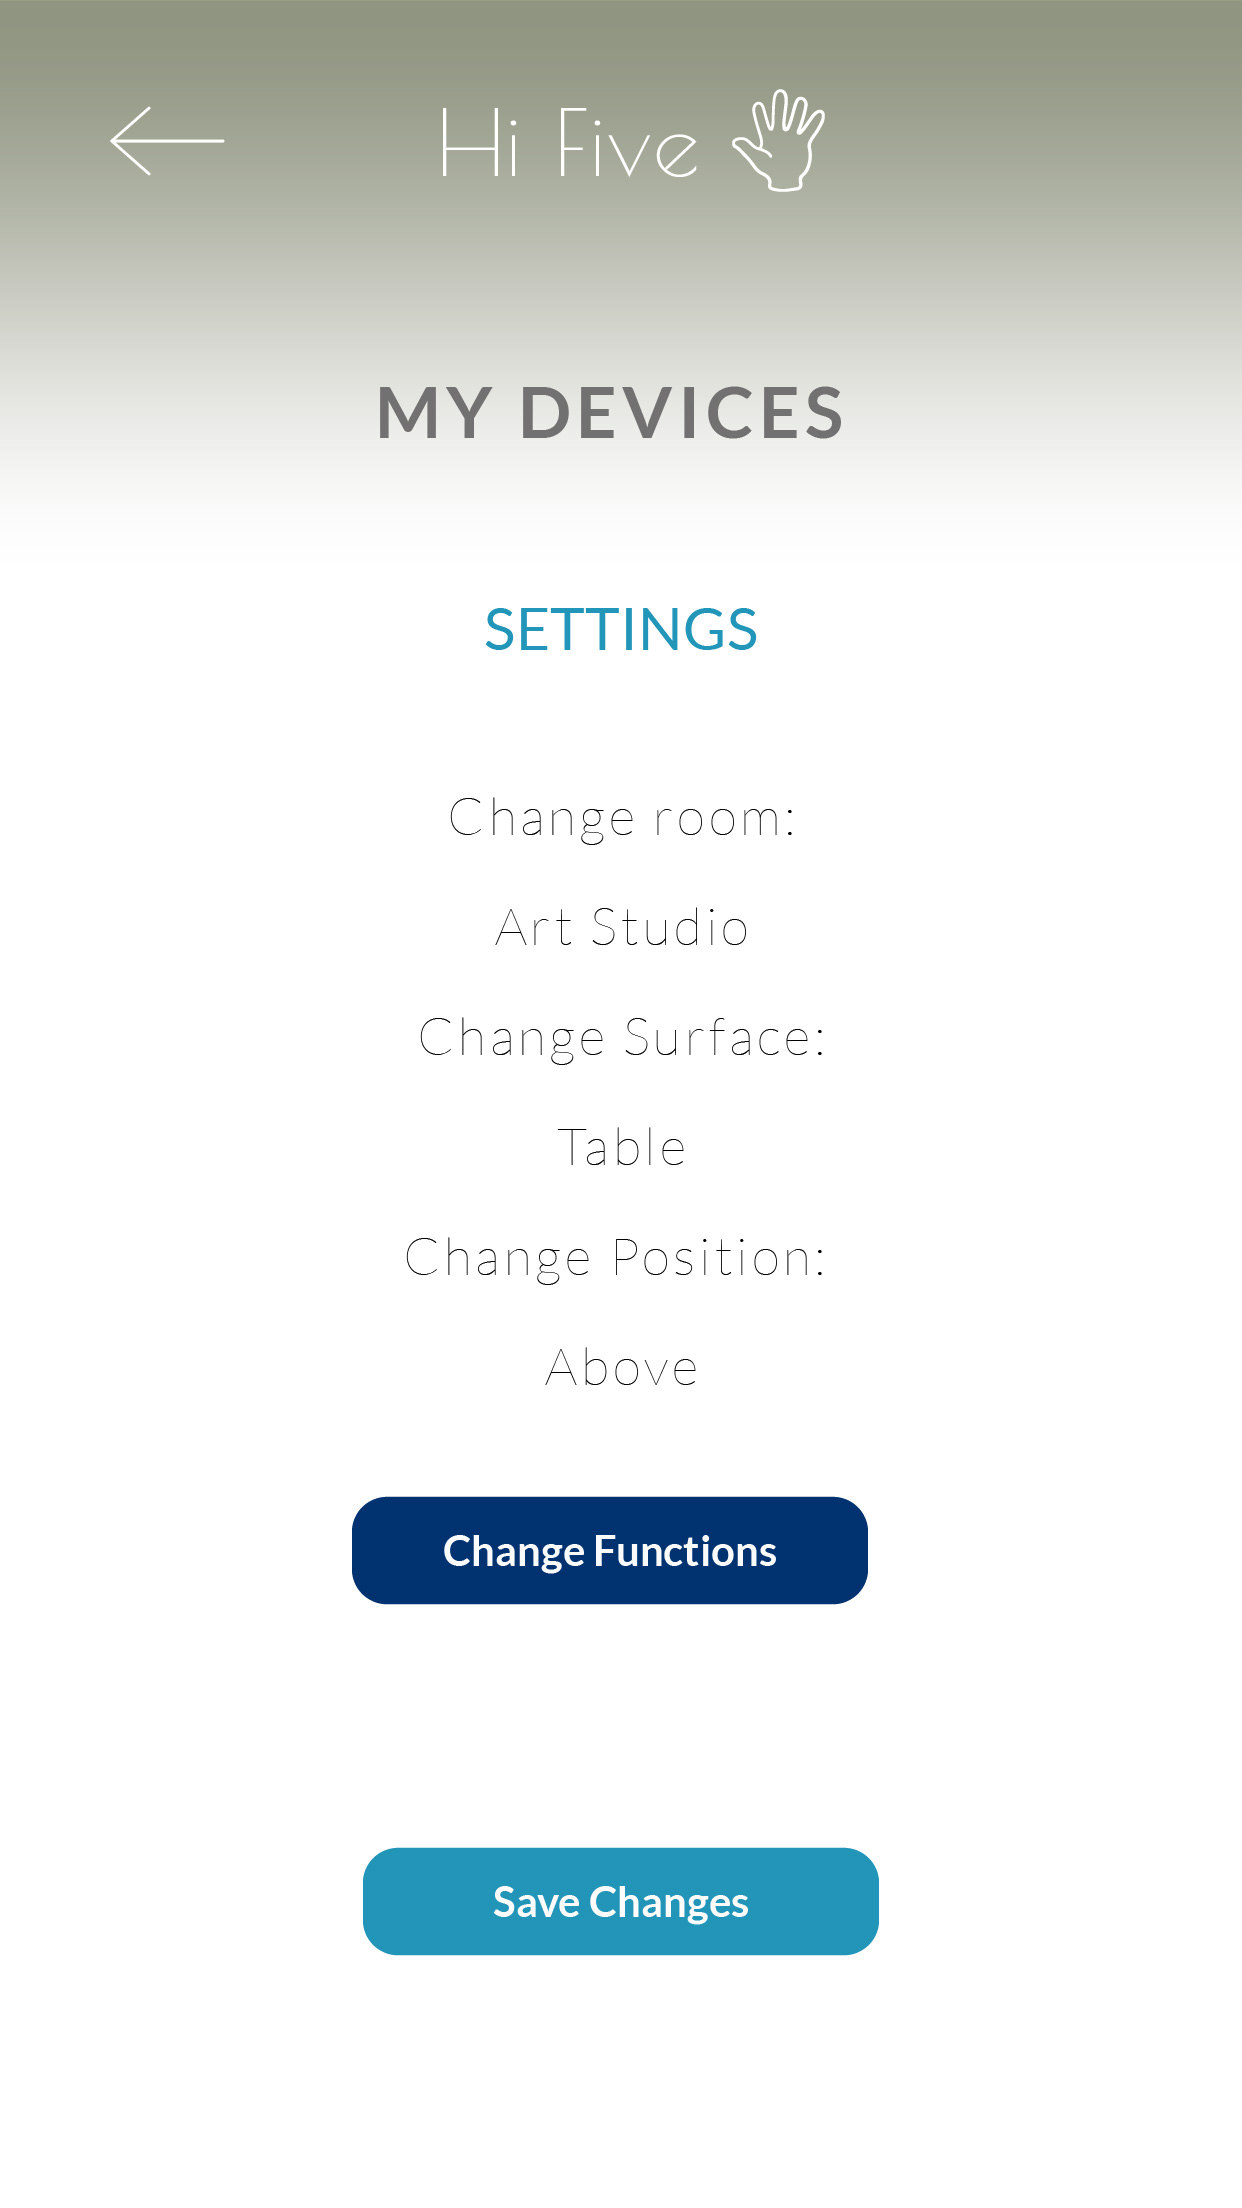 Hi Five
MY DEVICES
SETTINGS
Change room:
Art Studio
Change Surface:
Table
Change Position:
Above
Change Functions
Save Changes